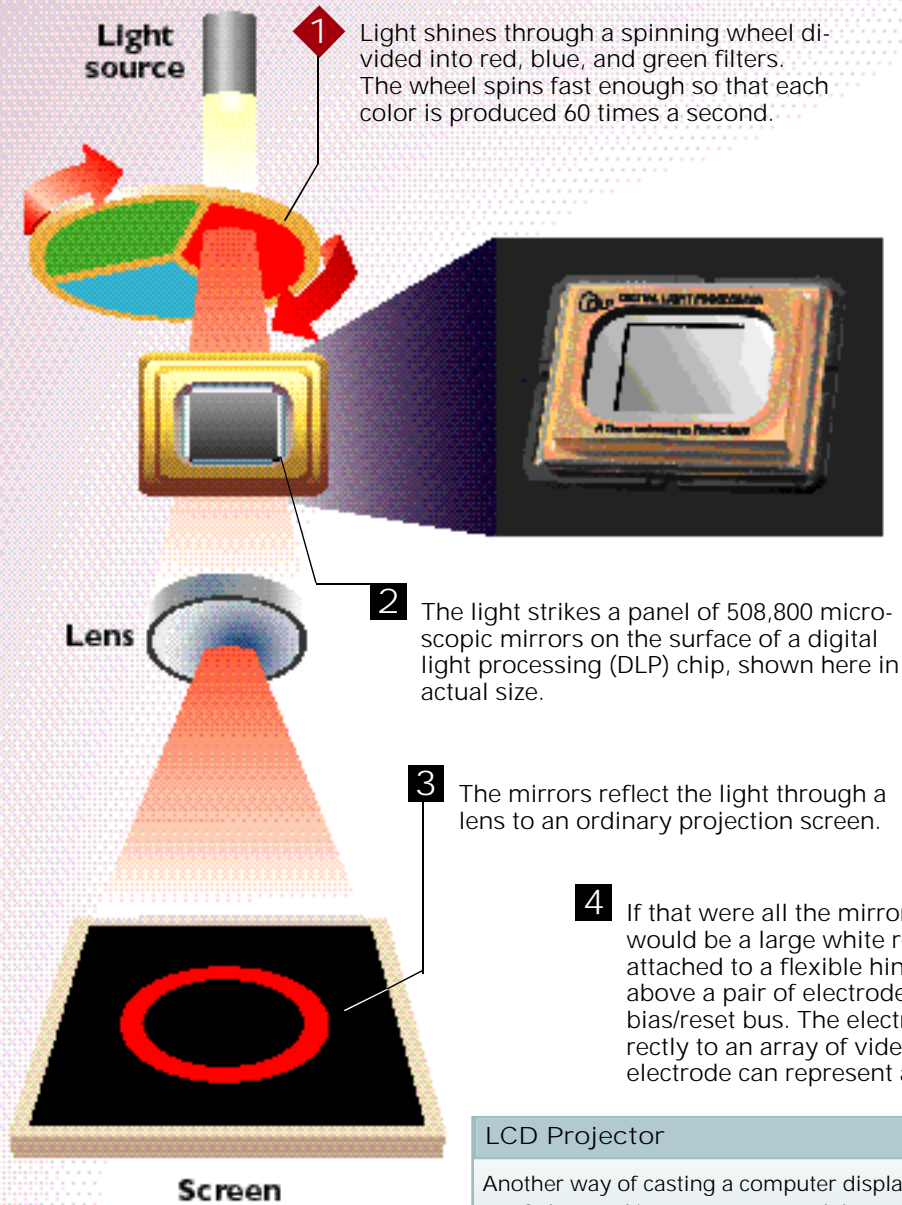 Light
source
1
Light shines through a spinning wheel di-
vided into red, blue, and green filters.
The wheel spins fast enough so that each
color is produced 60 times a second.
DIGITAL LIGHT PROCESSING
2
The light strikes a panel of 508,800 micro-
scopic mirrors on the surface of a digital
light processing (DLP) chip, shown here in
actual size.
Lens
3
The mirrors reflect the light through a
lens to an ordinary projection screen.
4
If that were all the mirror
would be a large white r
attached to a flexible hin
above a pair of electrode
bias/reset bus. The electr
rectly to an array of vide
electrode can represent a
Screen
LCD Projector
Another way of casting a computer displa